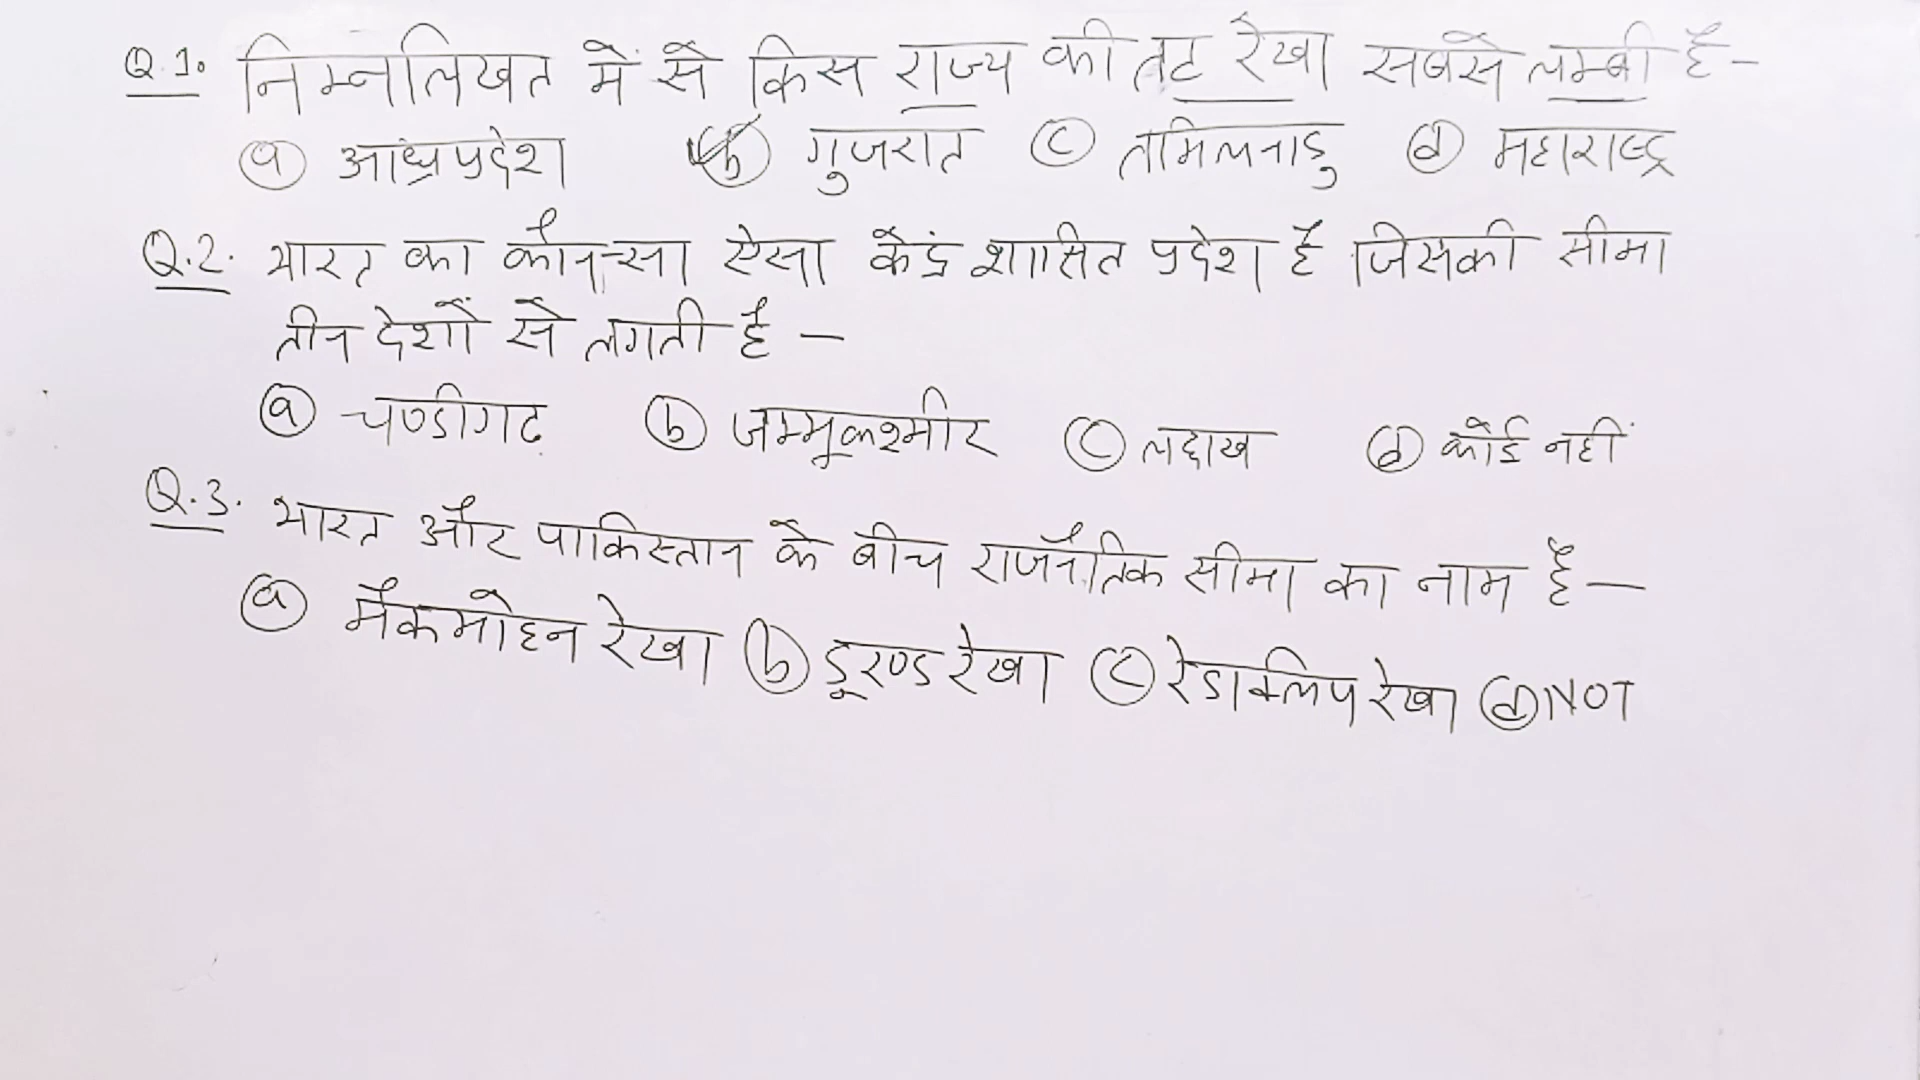 Q.1. निम्नलिखत में से किस राज्य की तट रेखा सबसे लम्बी है-
(a) आंध्रप्रदेश (b) गुजरात (c) तमिलनाडु (d) महाराष्ट्र
Q.2. भारत का कौन-सा ऐसा केंद्र शासित प्रदेश है जिसकी सीमा
तीन देशों से लगती है -
(a) चण्डीगढ (b) जम्मूकश्मीर (c) लद्दाख (d) कोई नहीं
Q.3. भारत और पाकिस्तान के बीच राजनैतिक सीमा का नाम है-
(a) मैकमोहन रेखा (b) डूरण्ड रेखा (c) रेडाक्लिप रेखा (d) NOT